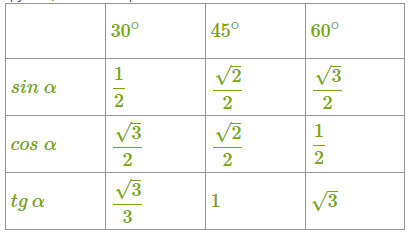 30° 45° 60°
sin α 1/2 √2/2 √3/2
cos α √3/2 √2/2 1/2
tg α √3/3 1 √3